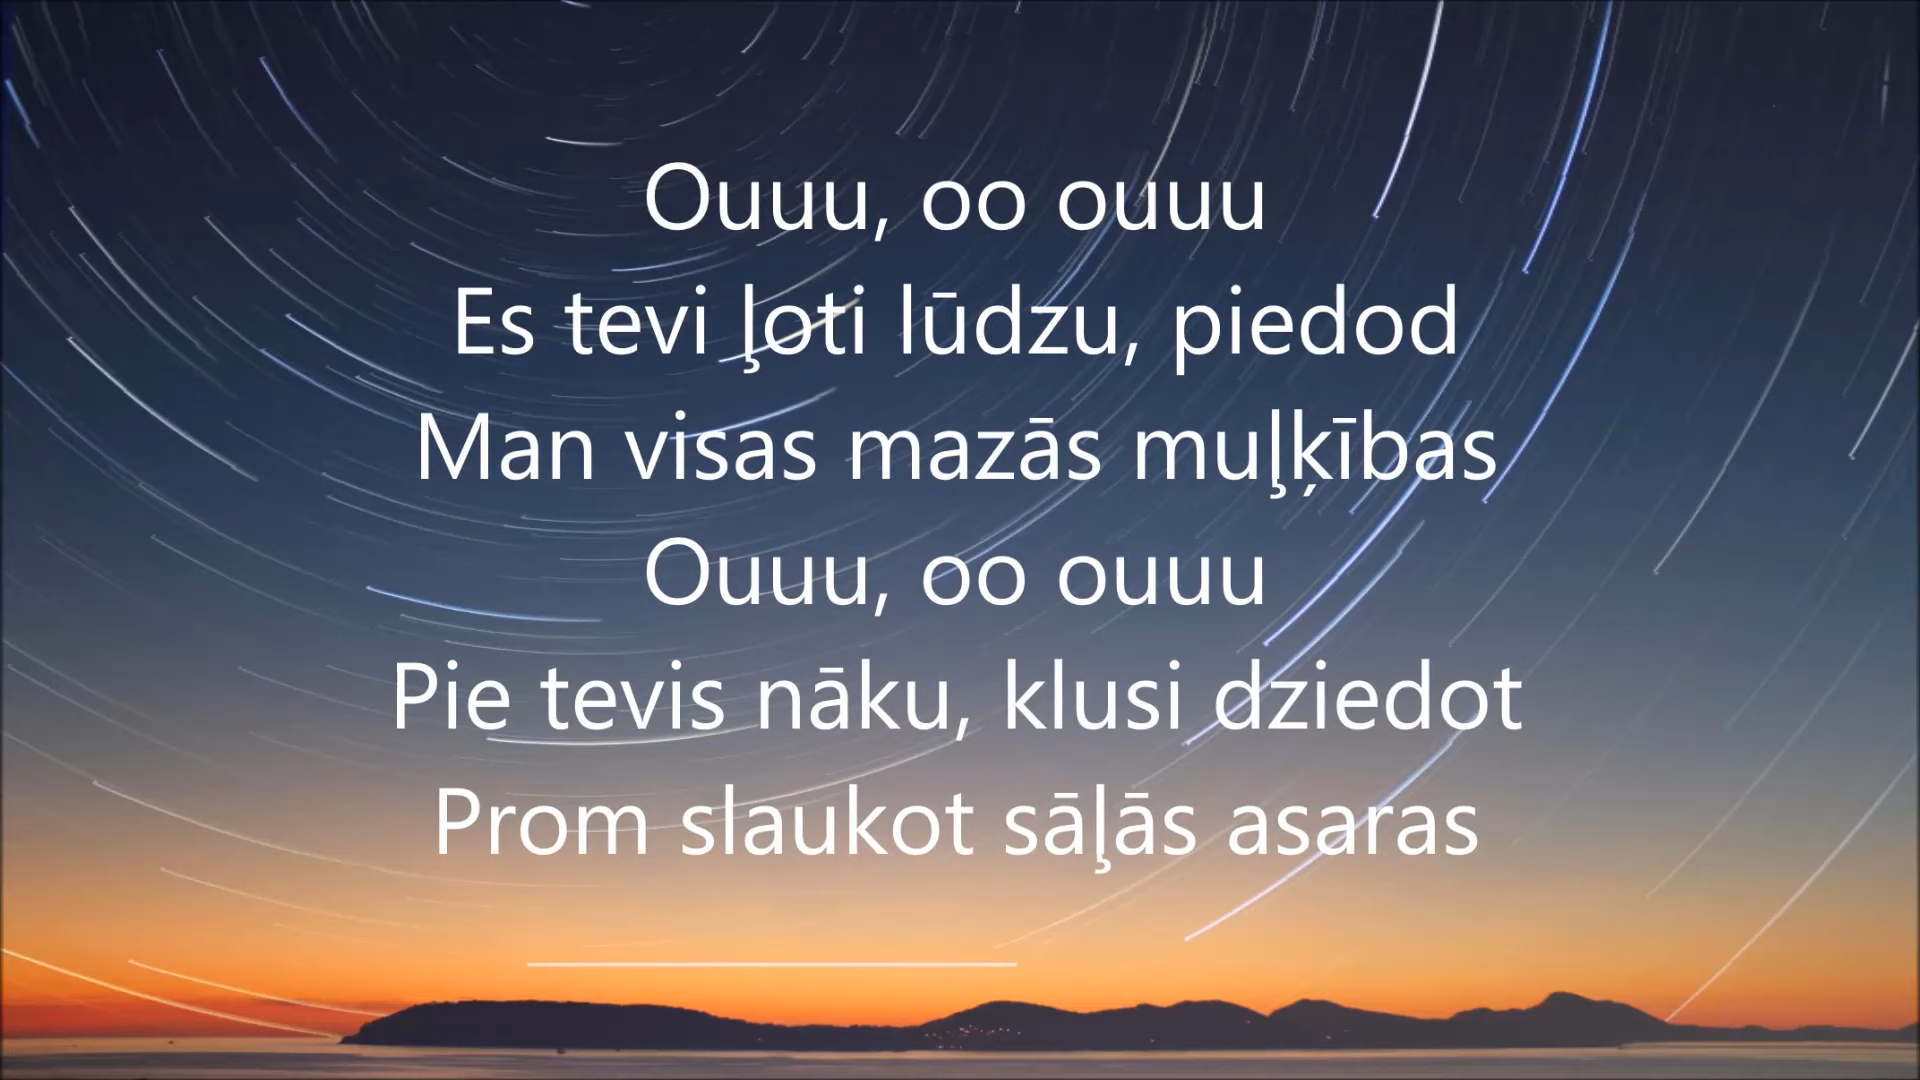 Ouuu, oo ouuu
Es tevi ļoti lūdzu, piedod
Man visas mazās muļķības
Ouuu, oo ouuu
Pie tevis nāku, klusi dziedot
Prom slaukot sāļās asaras